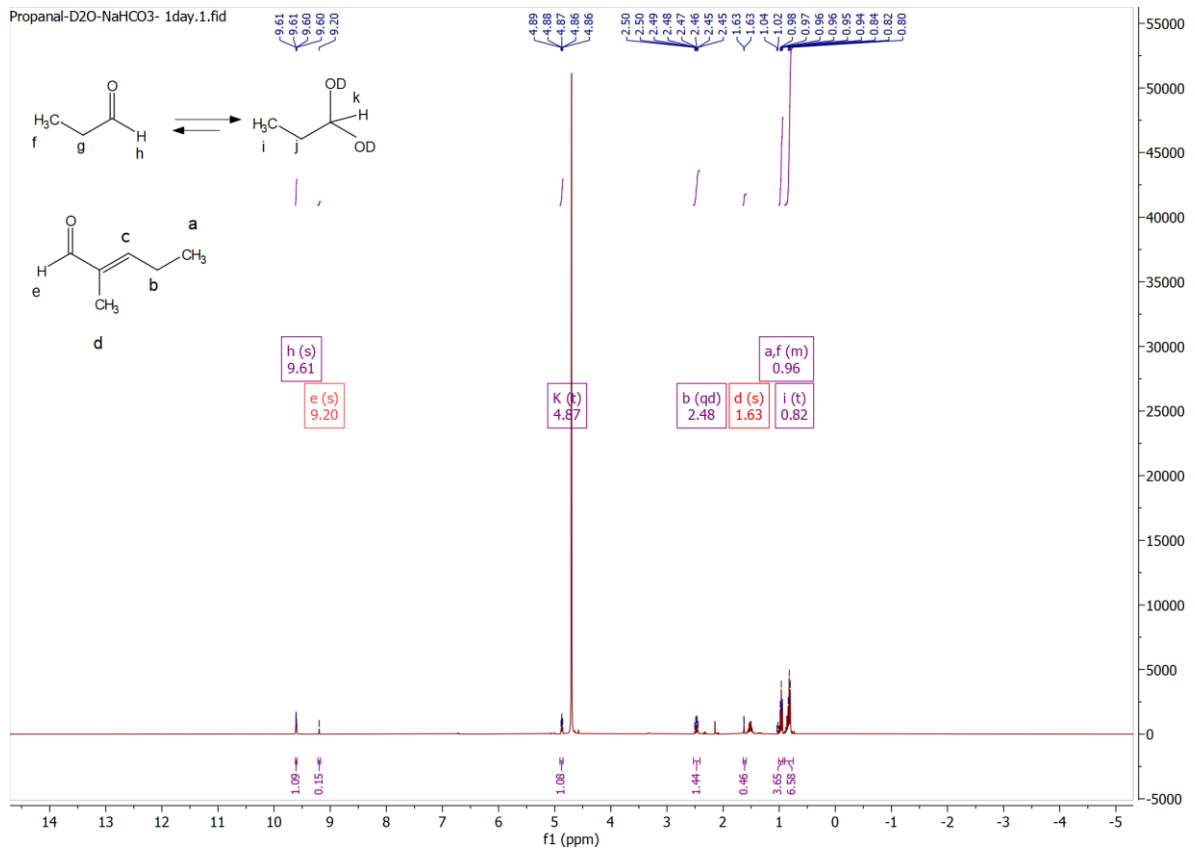 Propanal-D2O-NaHCO3- 1day.1.fid
9.61
9.61
9.60
9.60
9.20
4.89
4.88
4.87
4.86
4.86
2.50
2.50
2.49
2.48
2.47
2.46
2.45
2.45
1.63
1.63
1.04
1.02
0.98
0.97
0.96
0.96
0.95
0.94
0.84
0.82
0.80
O
H3C
H
f
g
h
OD
k
H
H3C
OD
i
j
O
a
c
CH3
H
e
b
CH3
d
h (s)
9.61
a,f (m)
0.96
e (s)
9.20
K (t)
4.87
b (qd)
2.48
d (s)
1.63
i (t)
0.82
1.09
0.15
1.08
1.44
0.46
3.65
6.58
55000
50000
45000
40000
35000
30000
25000
20000
15000
10000
5000
0
-5000
14 13 12 11 10 9 8 7 6 5 4 3 2 1 0 -1 -2 -3 -4 -5
f1 (ppm)